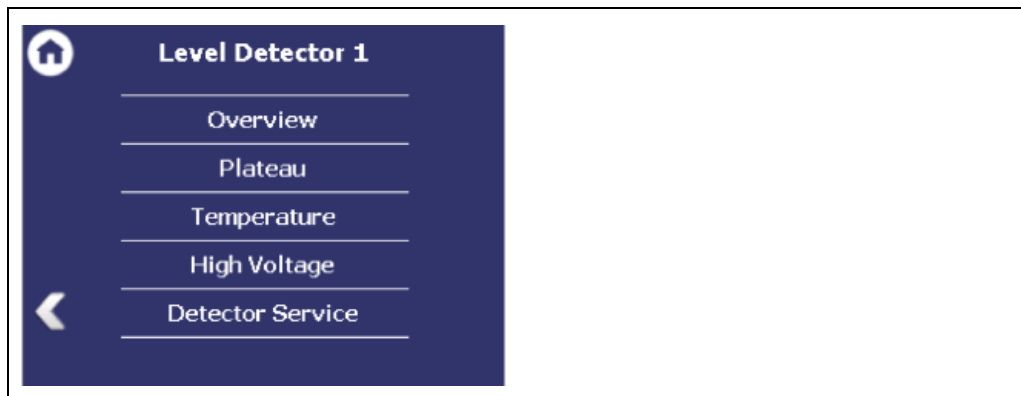 Level Detector 1
Overview
Plateau
Temperature
High Voltage
Detector Service